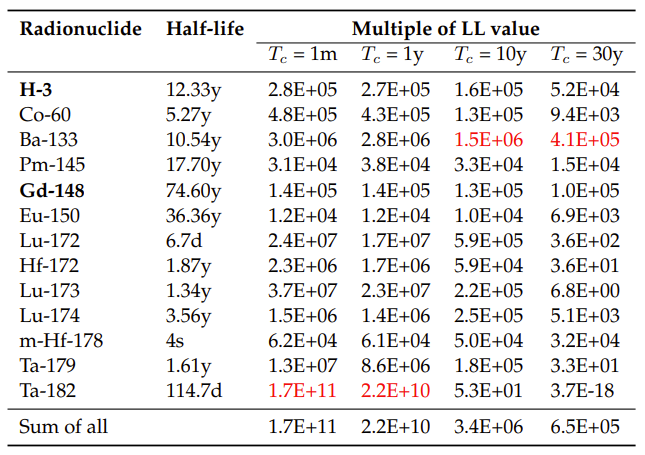 Radionuclide Half-life Multiple of LL value
Tc = 1m Tc = 1y Tc = 10y Tc = 30y
H-3 12.33y 2.8E+05 2.7E+05 1.6E+05 5.2E+04
Co-60 5.27y 4.8E+05 4.3E+05 1.3E+05 9.4E+03
Ba-133 10.54y 3.0E+06 2.8E+06 1.5E+06 4.1E+05
Pm-145 17.70y 3.1E+04 3.8E+04 3.3E+04 1.5E+04
Gd-148 74.60y 1.4E+05 1.4E+05 1.3E+05 1.0E+05
Eu-150 36.36y 1.2E+04 1.2E+04 1.0E+04 6.9E+03
Lu-172 6.7d 2.4E+07 1.7E+07 5.9E+05 3.6E+02
Hf-172 1.87y 2.3E+06 1.7E+06 5.9E+04 3.6E+01
Lu-173 1.34y 3.7E+07 2.3E+07 2.2E+05 6.8E+00
Lu-174 3.56y 1.5E+06 1.4E+06 2.5E+05 5.1E+03
m-Hf-178 4s 6.2E+04 6.1E+04 5.0E+04 3.2E+04
Ta-179 1.61y 1.3E+07 8.6E+06 1.8E+05 3.3E+01
Ta-182 114.7d 1.7E+11 2.2E+10 5.3E+01 3.7E-18
Sum of all 1.7E+11 2.2E+10 3.4E+06 6.5E+05